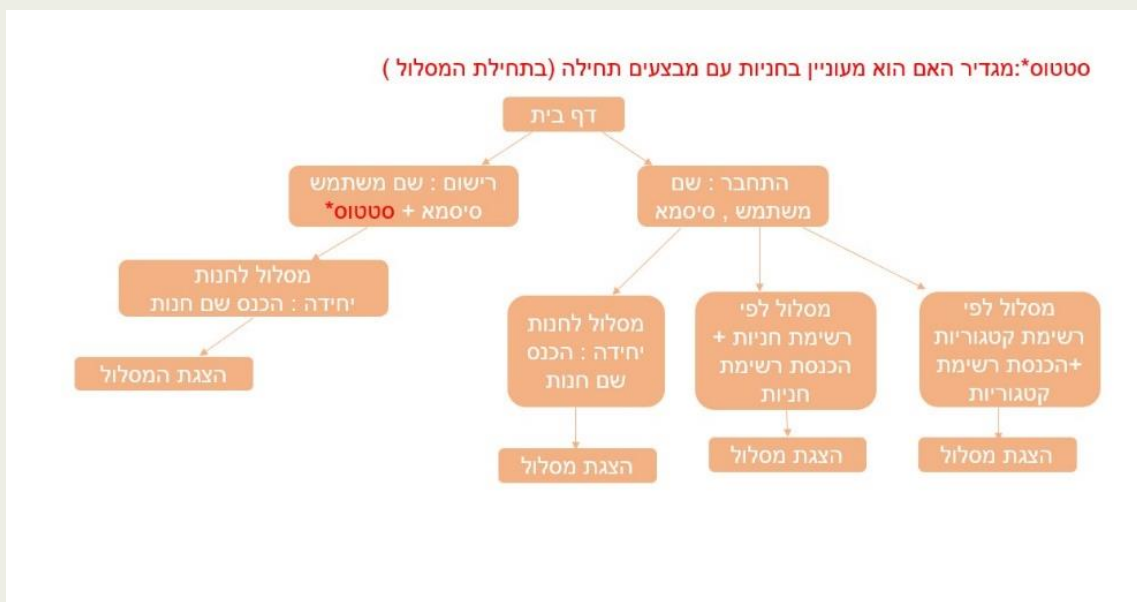 סטטוס*:מגדיר האם הוא מעוניין בחניות עם מבצעים תחילה (בתחילת המסלול )
דף בית
התחבר : שם
משתמש , סיסמא
רישום : שם משתמש
סיסמא + סטטוס*
מסלול לפי
רשימת קטגוריות
+הכנסת רשימת
קטגוריות
מסלול לפי
רשימת חניות +
הכנסת רשימת
חניות
מסלול לחנות
יחידה : הכנס
שם חנות
מסלול לחנות
יחידה : הכנס שם חנות
הצגת מסלול
הצגת מסלול
הצגת מסלול
הצגת המסלול